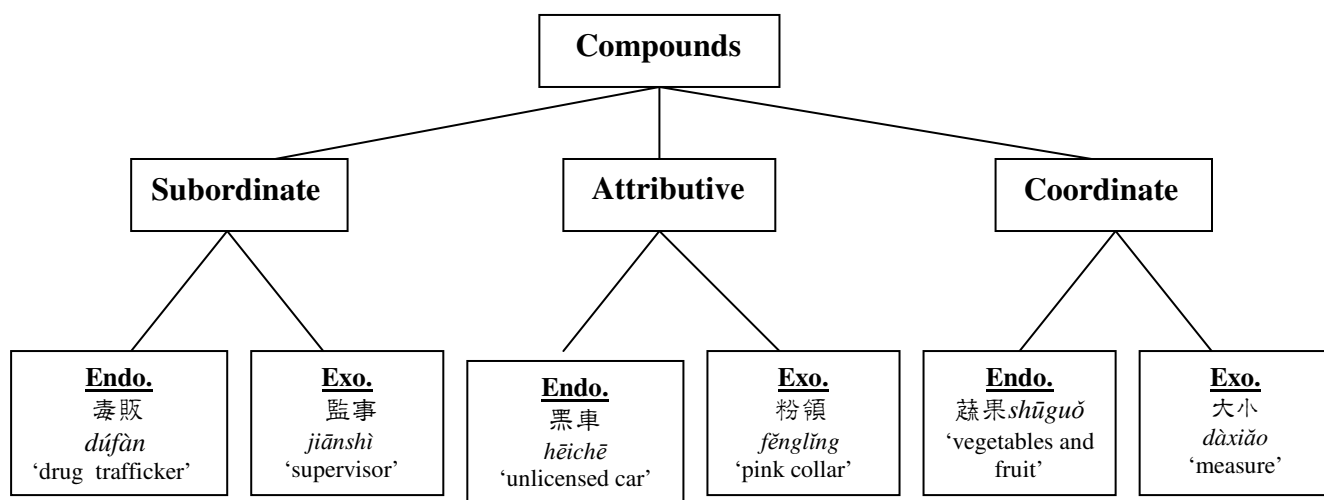 Compounds
Subordinate
Attributive
Coordinate
Endo.
毒販
dúfàn
‘drug trafficker’
Exo.
監事
jiānshì
‘supervisor’
Endo.
黑車
hēichē
‘unlicensed car’
Exo.
粉領
fěnglǐng
‘pink collar’
Endo.
蔬果shūguǒ
‘vegetables and
fruit’
Exo.
大小
dàxiǎo
‘measure’